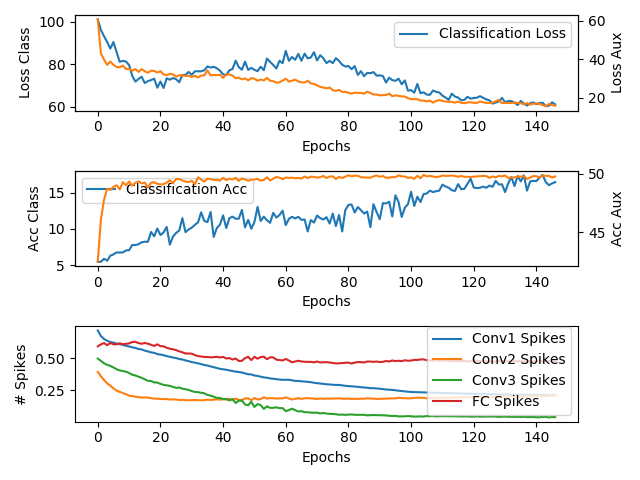 100
80
60
Loss Class
Classification Loss
60
40
20
Loss Aux
0
20
40
60
80
100
120
140
Epochs
15
10
5
Acc Class
Classification Acc
50
45
Acc Aux
0
20
40
60
80
100
120
140
Epochs
0.50
0.25
# Spikes
Conv1 Spikes
Conv2 Spikes
Conv3 Spikes
FC Spikes
0
20
40
60
80
100
120
140
Epochs